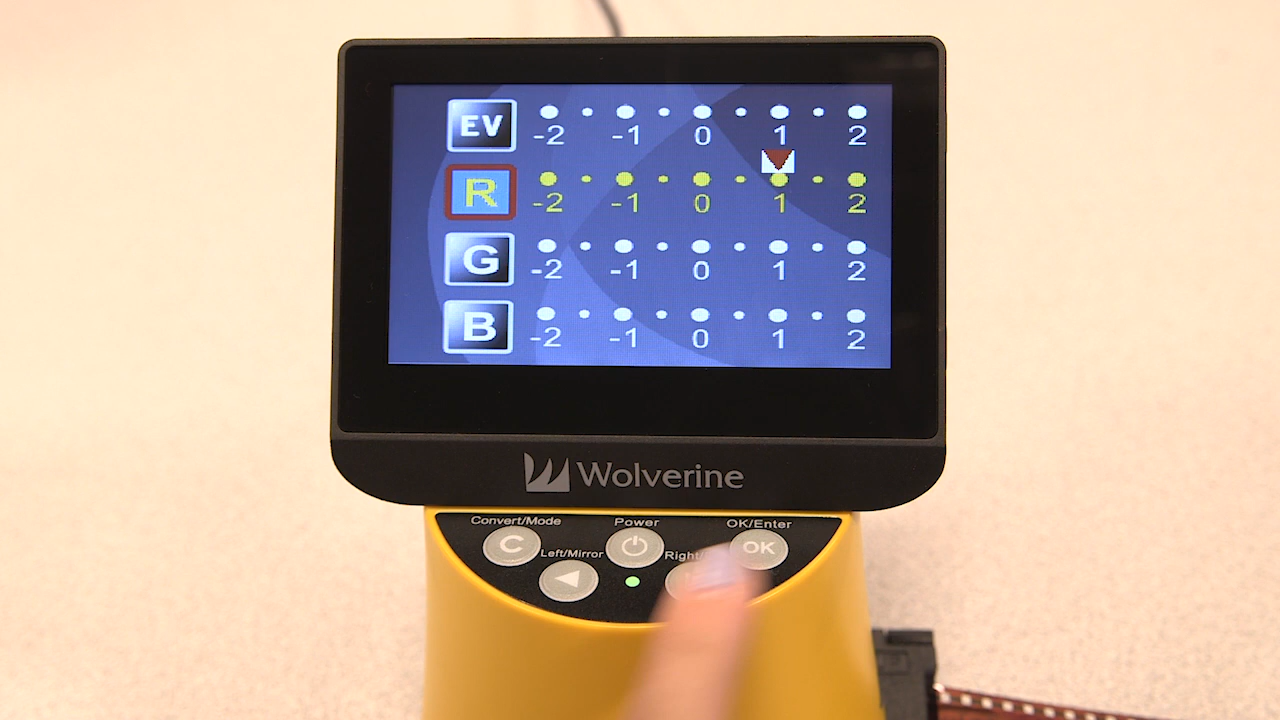 EV -2 -1 0 1 2
R -2 -1 0 1 2
G -2 -1 0 1 2
B -2 -1 0 1 2
Wolverine
Convert/Mode Power OK/Enter
C OK
Left/Mirror Right/